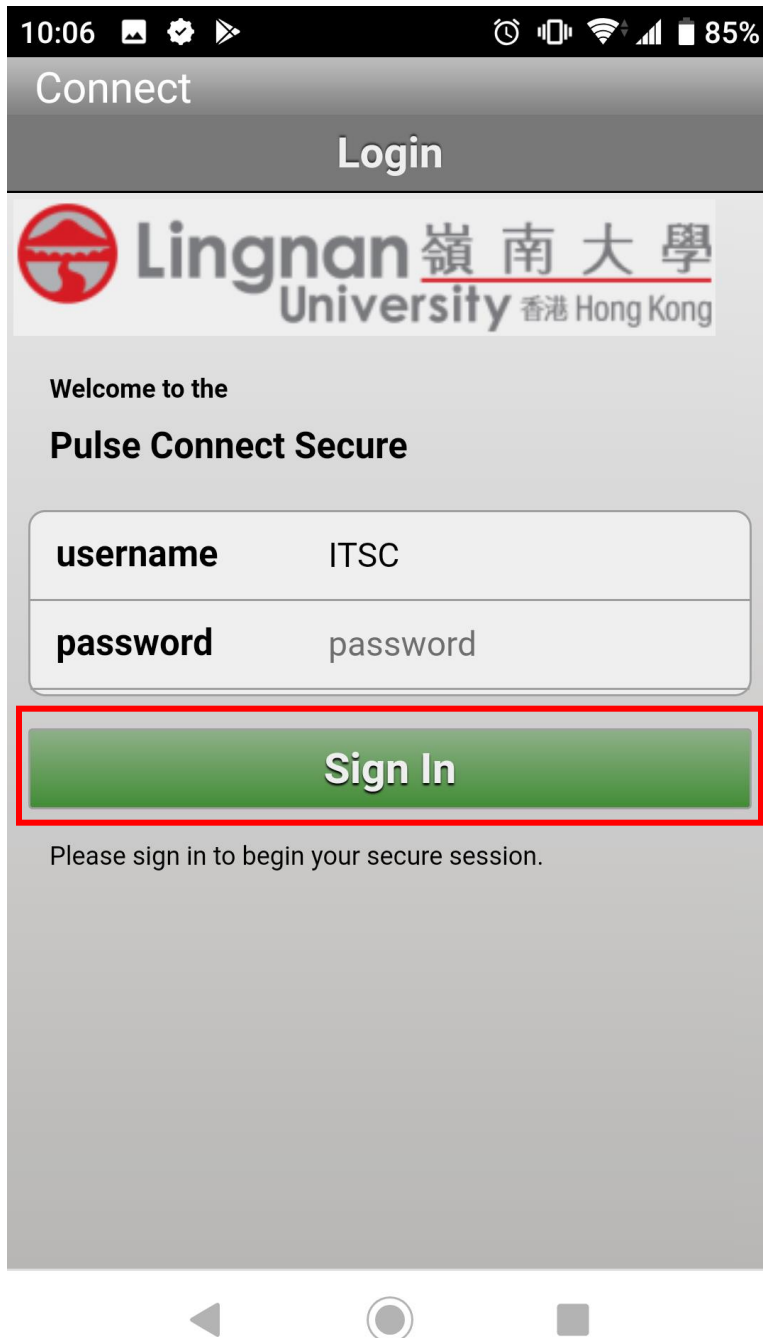 10:06 85%
Connect
Login
Lingnan 嶺南大學
University 香港 Hong Kong
Welcome to the
Pulse Connect Secure
username ITSC
password password
Sign In
Please sign in to begin your secure session.